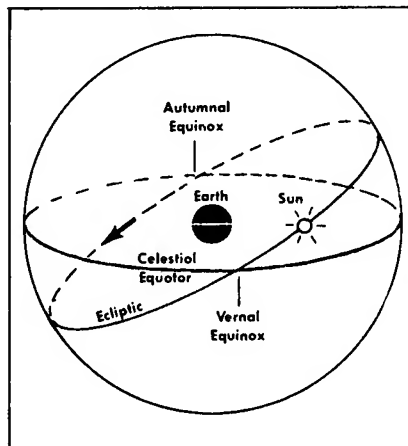 Autumnal
Equinox
Earth
Sun
Celestiol
Equotor
Ecliptic
Vernal
Equinox